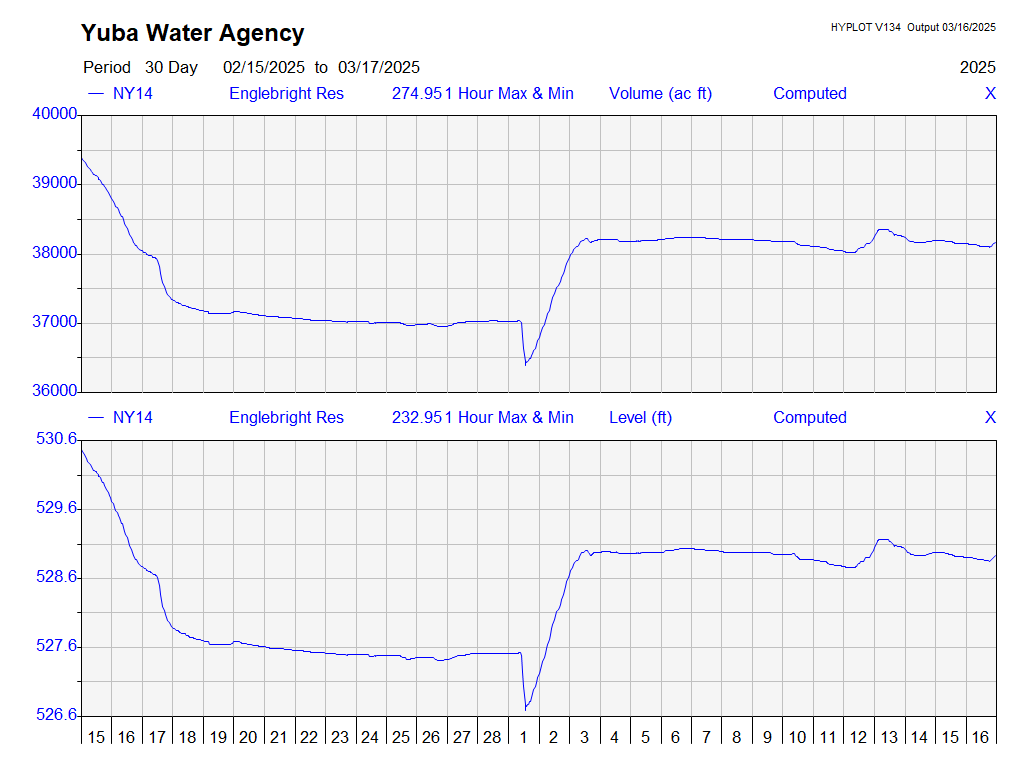 Yuba Water Agency
HYPLOT V134 Output 03/16/2025
Period 30 Day 02/15/2025 to 03/17/2025
2025
— NY14 Englebright Res 274.951 Hour Max & Min Volume (ac ft) Computed X
40000
39000
38000
37000
36000
— NY14 Englebright Res 232.951 Hour Max & Min Level (ft) Computed X
530.6
529.6
528.6
527.6
526.6
15 16 17 18 19 20 21 22 23 24 25 26 27 28 1 2 3 4 5 6 7 8 9 10 11 12 13 14 15 16